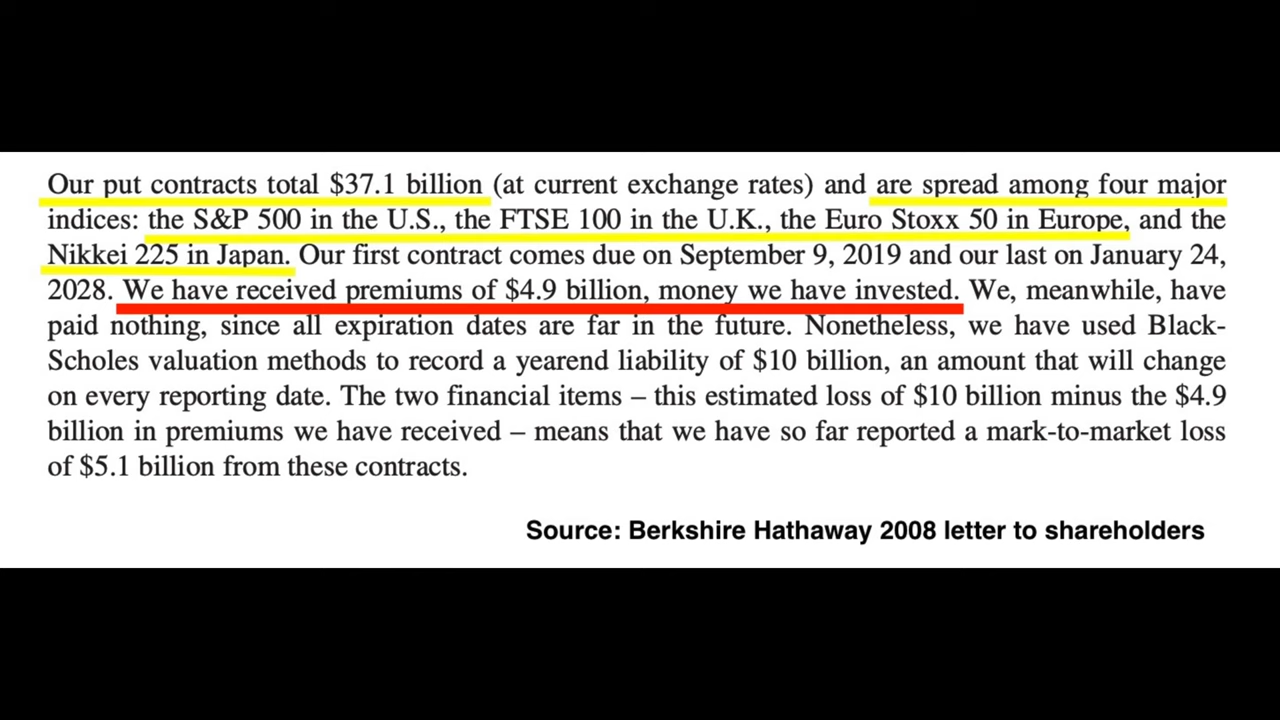 Our put contracts total $37.1 billion (at current exchange rates) and are spread among four major
indices: the S&P 500 in the U.S., the FTSE 100 in the U.K., the Euro Stoxx 50 in Europe, and the
Nikkei 225 in Japan. Our first contract comes due on September 9, 2019 and our last on January 24,
2028. We have received premiums of $4.9 billion, money we have invested. We, meanwhile, have
paid nothing, since all expiration dates are far in the future. Nonetheless, we have used Black-
Scholes valuation methods to record a yearend liability of $10 billion, an amount that will change
on every reporting date. The two financial items – this estimated loss of $10 billion minus the $4.9
billion in premiums we have received – means that we have so far reported a mark-to-market loss
of $5.1 billion from these contracts.
Source: Berkshire Hathaway 2008 letter to shareholders